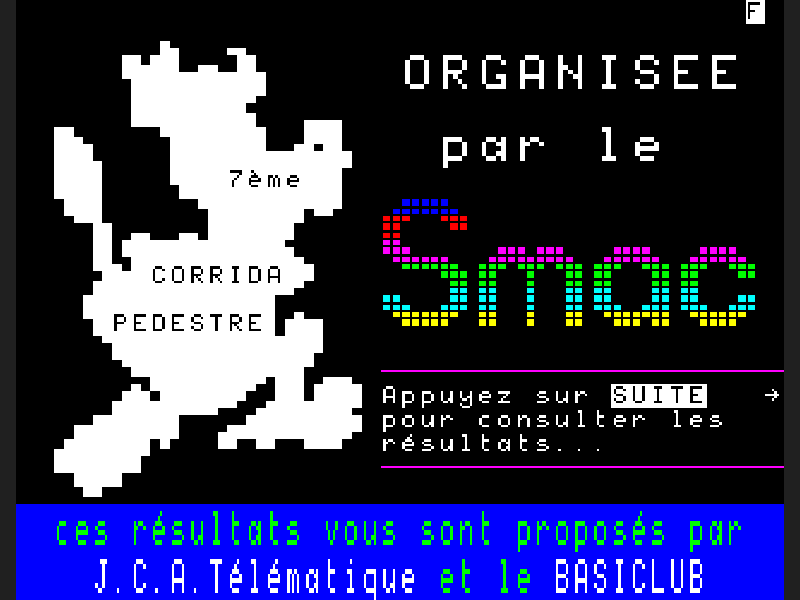 F
ORGANISEE
par le
Smac
7ème
CORRIDA
PEDESTRE
Appuyez sur SUITE →
pour consulter les
résultats...
ces résultats vous sont proposés par
J.C.A.Télématique et le BASICLUB